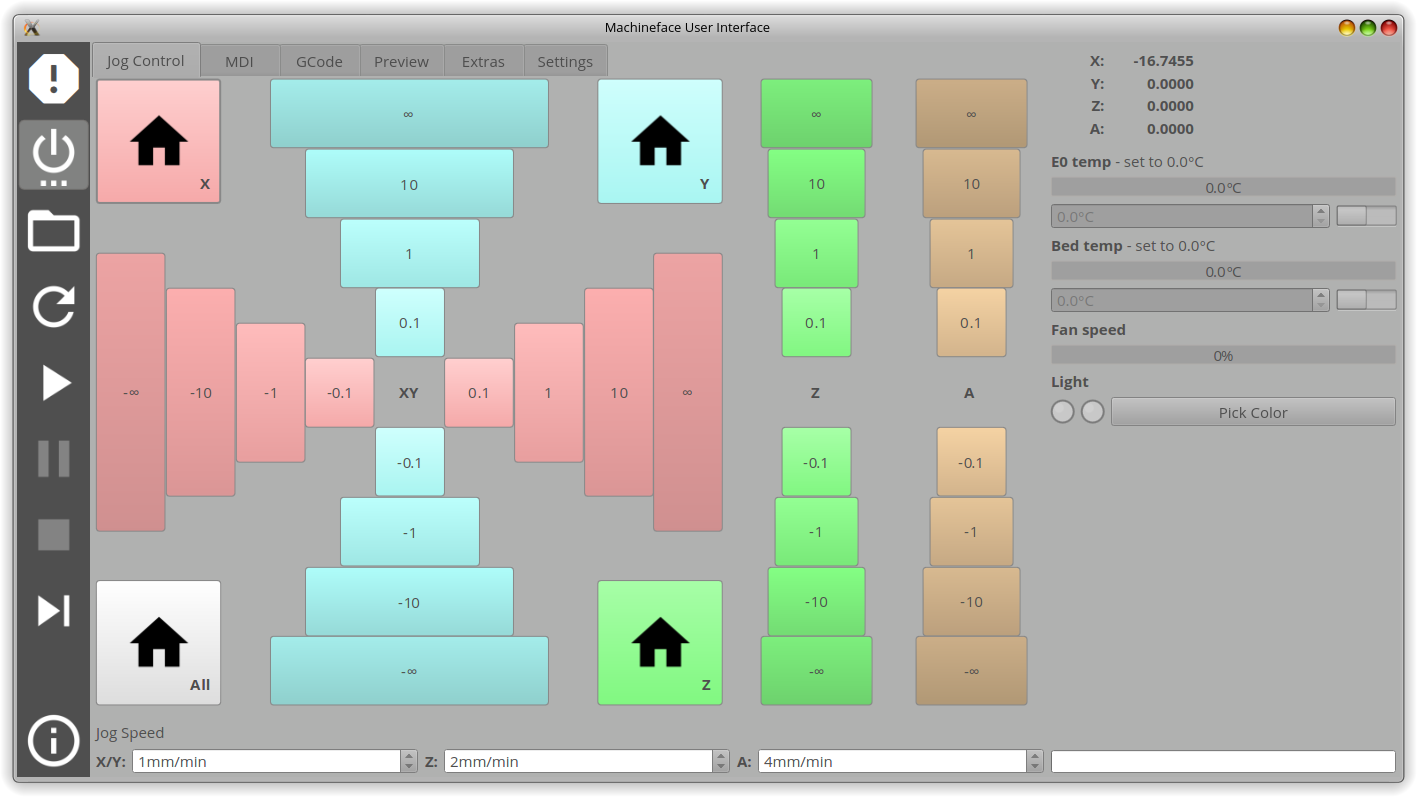 Machineface User Interface
Jog Control MDI GCode Preview Extras Settings
X: -16.7455
Y: 0.0000
Z: 0.0000
A: 0.0000
E0 temp - set to 0.0°C
0.0°C
0.0°C
Bed temp - set to 0.0°C
0.0°C
0.0°C
Fan speed
0%
Light
Pick Color
∞ ∞ ∞
X 10 Y 10 10
1 1 1
0.1 0.1 0.1
-∞ -10 -1 -0.1 XY 0.1 1 10 ∞ Z A
-0.1 -0.1 -0.1
-1 -1 -1
-10 -10 -10
-∞ -∞ -∞
All Z
Jog Speed
X/Y: 1mm/min Z: 2mm/min A: 4mm/min